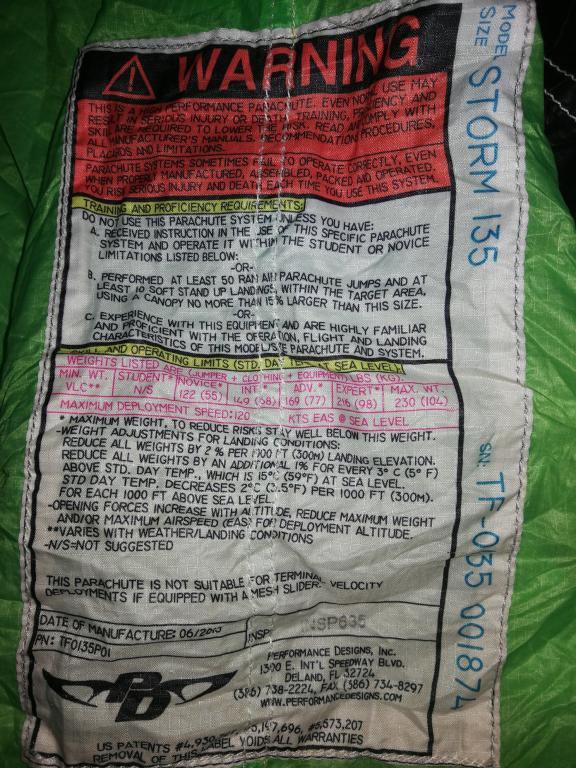 WARNING
THIS IS A HIGH PERFORMANCE PARACHUTE. EVEN NORMAL USE MAY
RESULT IN SERIOUS INJURY OR DEATH. TRAINING, PROFICIENCY AND
SKILL ARE REQUIRED TO LOWER THE RISK. READ AND COMPLY WITH
ALL MANUFACTURER'S MANUALS, RECOMMENDATION PROCEDURES,
PLACARDS AND LIMITATIONS.
PARACHUTE SYSTEMS SOMETIMES FAIL TO OPERATE CORRECTLY, EVEN
WHEN PROPERLY MANUFACTURED, ASSEMBLED, PACKED AND OPERATED.
YOU RISK SERIOUS INJURY AND DEATH EACH TIME YOU USE THIS SYSTEM.
TRAINING AND PROFICIENCY REQUIREMENTS:
DO NOT USE THIS PARACHUTE SYSTEM UNLESS YOU HAVE:
A. RECEIVED INSTRUCTION IN THE USE OF THIS SPECIFIC PARACHUTE
SYSTEM AND OPERATE IT WITHIN THE STUDENT OR NOVICE
LIMITATIONS LISTED BELOW:
-OR-
B. PERFORMED AT LEAST 50 RAM AIR PARACHUTE JUMPS AND AT
LEAST 10 SOFT STAND UP LANDINGS, WITHIN THE TARGET AREA,
USING A CANOPY NO MORE THAN 15% LARGER THAN THIS SIZE.
-OR-
C. EXPERIENCE WITH THIS EQUIPMENT AND ARE HIGHLY FAMILIAR
AND PROFICIENT WITH THE OPERATION, FLIGHT AND LANDING
CHARACTERISTICS OF THIS MODEL/SIZE PARACHUTE AND SYSTEM.
AND OPERATING LIMITS (STD. DAY AT SEA LEVEL):
WEIGHTS LISTED ARE (JUMPER + CLOTHING + EQUIPMENT) LBS (KG).
MIN. WT. STUDENT* NOVICE* INT.* ADV.* EXPERT* MAX. WT.
VLC** N/S 122 (55) 149 (68) 169 (77) 216 (98) 230 (104)
MAXIMUM DEPLOYMENT SPEED:120 KTS EAS @ SEA LEVEL
* MAXIMUM WEIGHT, TO REDUCE RISKS STAY WELL BELOW THIS WEIGHT.
-WEIGHT ADJUSTMENTS FOR LANDING CONDITIONS:
REDUCE ALL WEIGHTS BY 2 % PER 1000 FT (300M) LANDING ELEVATION.
REDUCE ALL WEIGHTS BY AN ADDITIONAL 1% FOR EVERY 3° C (5° F)
ABOVE STD. DAY TEMP., WHICH IS 15°C (59°F) AT SEA LEVEL.
STD DAY TEMP. DECREASES 2°C (3.5°F) PER 1000 FT (300M).
FOR EACH 1000 FT ABOVE SEA LEVEL
-OPENING FORCES INCREASE WITH ALTITUDE, REDUCE MAXIMUM WEIGHT
AND/OR MAXIMUM AIRSPEED (EAS) FOR DEPLOYMENT ALTITUDE.
**VARIES WITH WEATHER/LANDING CONDITIONS
-N/S=NOT SUGGESTED
THIS PARACHUTE IS NOT SUITABLE FOR TERMINAL VELOCITY
DEPLOYMENTS IF EQUIPPED WITH A MESH SLIDER.
DATE OF MANUFACTURE: 06/2013 INSP.
PN: TF0135P01
PERFORMANCE DESIGNS, INC.
1300 E. INT'L SPEEDWAY BLVD.
DELAND, FL 32724
(386) 738-2224, FAX (386) 734-8297
WWW.PERFORMANCEDESIGNS.COM
PD
US PATENTS 5,573,207
REMOVAL OF THIS LABEL VOIDS ALL WARRANTIES
MODEL STORM 135
SIZE
SN: TF-035 001874